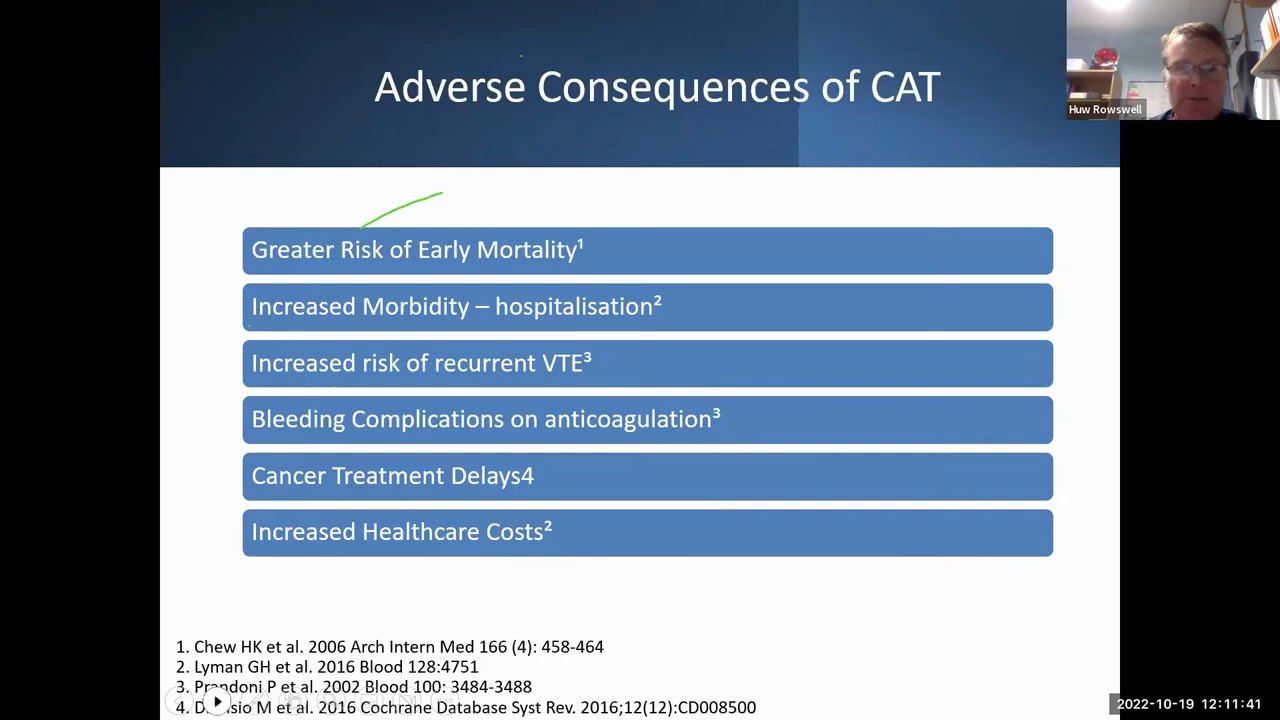 Adverse Consequences of CAT
Huw Rowswell
Greater Risk of Early Mortality¹
Increased Morbidity – hospitalisation²
Increased risk of recurrent VTE³
Bleeding Complications on anticoagulation³
Cancer Treatment Delays4
Increased Healthcare Costs²
1. Chew HK et al. 2006 Arch Intern Med 166 (4): 458-464
2. Lyman GH et al. 2016 Blood 128:4751
3. Prandoni P et al. 2002 Blood 100: 3484-3488
4. M et al. 2016 Cochrane Database Syst Rev. 2016;12(12):CD008500
2022-10-19 12:11:41